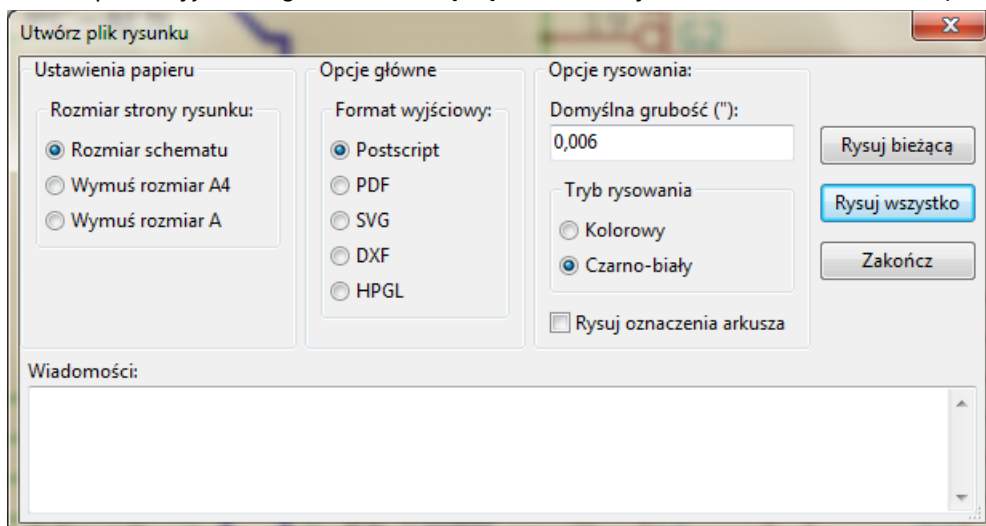 Utwórz plik rysunku
Ustawienia papieru
Rozmiar strony rysunku:
Rozmiar schematu
Wymuś rozmiar A4
Wymuś rozmiar A
Opcje główne
Format wyjściowy:
Postscript
PDF
SVG
DXF
HPGL
Opcje rysowania:
Domyślna grubość ("):
0,006
Tryb rysowania
Kolorowy
Czarno-biały
Rysuj oznaczenia arkusza
Rysuj bieżącą
Rysuj wszystko
Zakończ
Wiadomości: